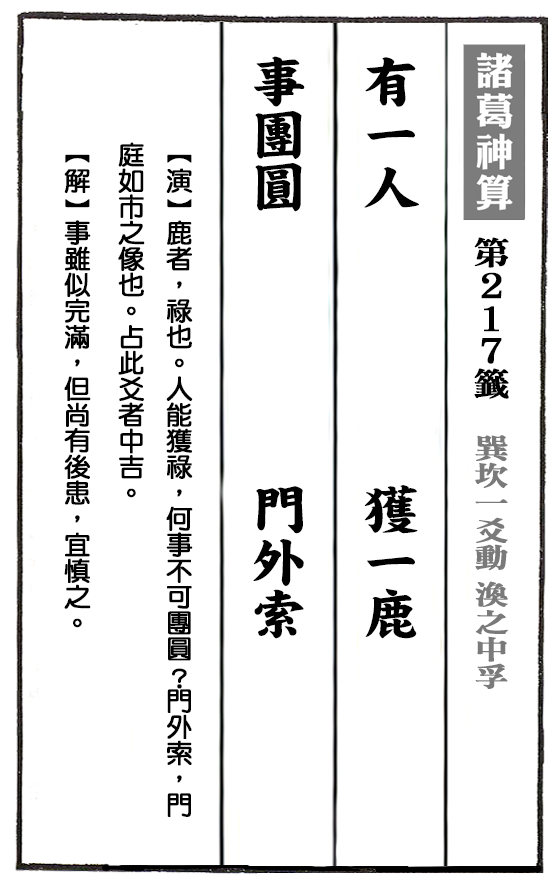 諸葛神算 第217籤 巽坎一爻動 渙之中孚
有一人 獲一鹿
事團圓 門外索
【演】鹿者，祿也。人能獲祿，何事不可團圓？門外索，門
庭如市之像也。占此爻者中吉。
【解】事雖似完滿，但尚有後患，宜慎之。